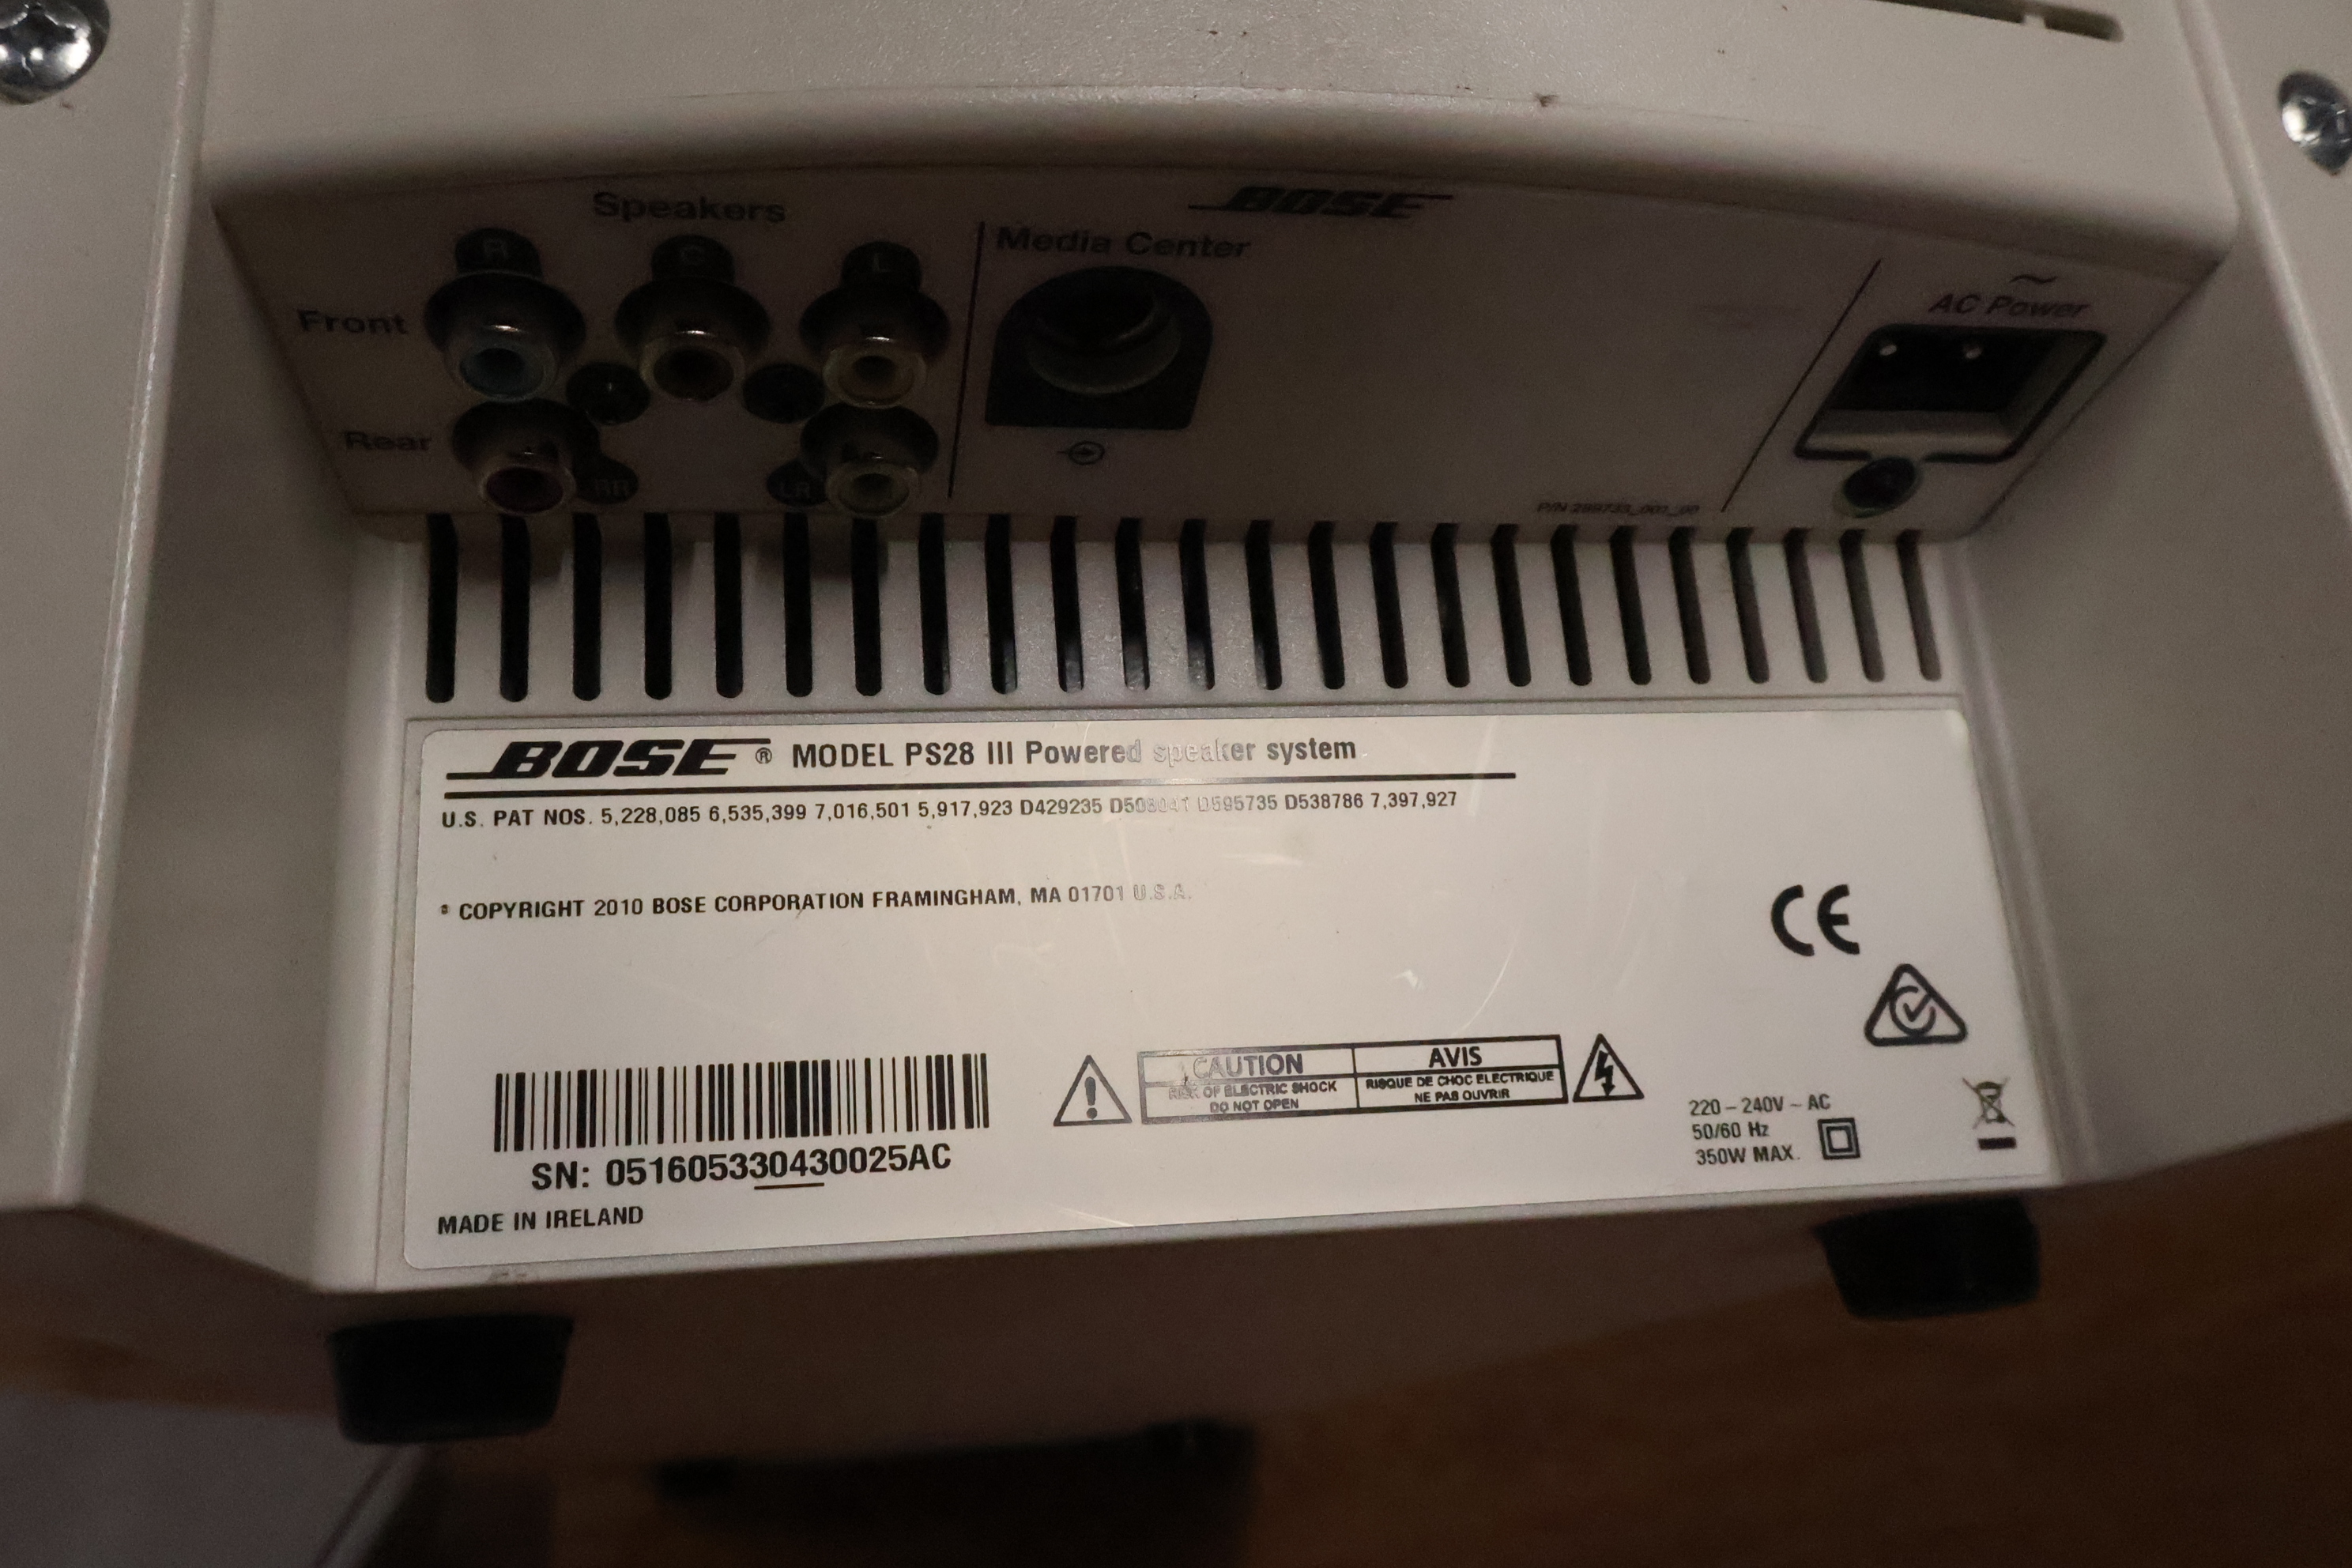 Speakers
BOSE
R C L
Media Center
Front
AC Power
Rear
RR LR
BOSE® MODEL PS28 III Powered speaker system
U.S. PAT NOS. 5,228,085 6,535,399 7,016,501 5,917,923 D429235 D595735 D538786 7,397,927
© COPYRIGHT 2010 BOSE CORPORATION FRAMINGHAM, MA 01701 U.S.A.
CE
CAUTION
RISK OF ELECTRIC SHOCK
DO NOT OPEN
AVIS
RISQUE DE CHOC ELECTRIQUE
NE PAS OUVRIR
220 – 240V ~ AC
50/60 Hz
350W MAX.
SN: 051605330430025AC
MADE IN IRELAND